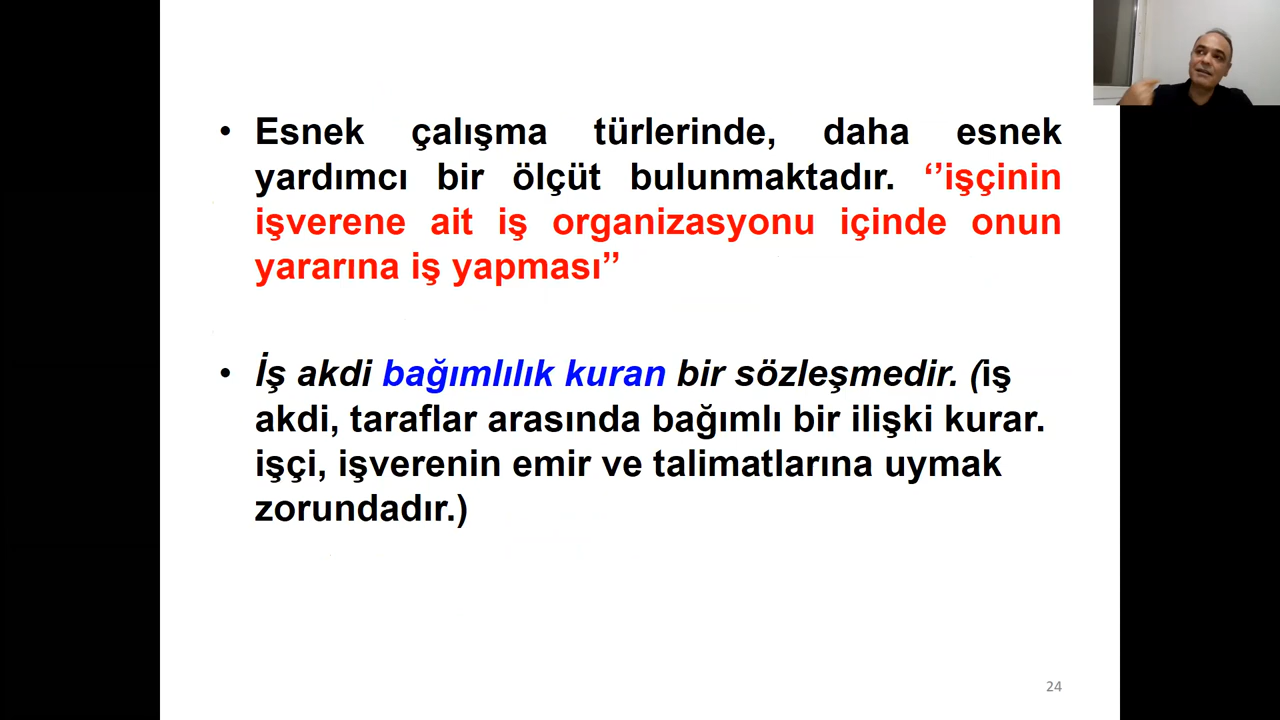 • Esnek çalışma türlerinde, daha esnek
yardımcı bir ölçüt bulunmaktadır. ‘’işçinin
işverene ait iş organizasyonu içinde onun
yararına iş yapması’’
• İş akdi bağımlılık kuran bir sözleşmedir. (iş
akdi, taraflar arasında bağımlı bir ilişki kurar.
işçi, işverenin emir ve talimatlarına uymak
zorundadır.)
24